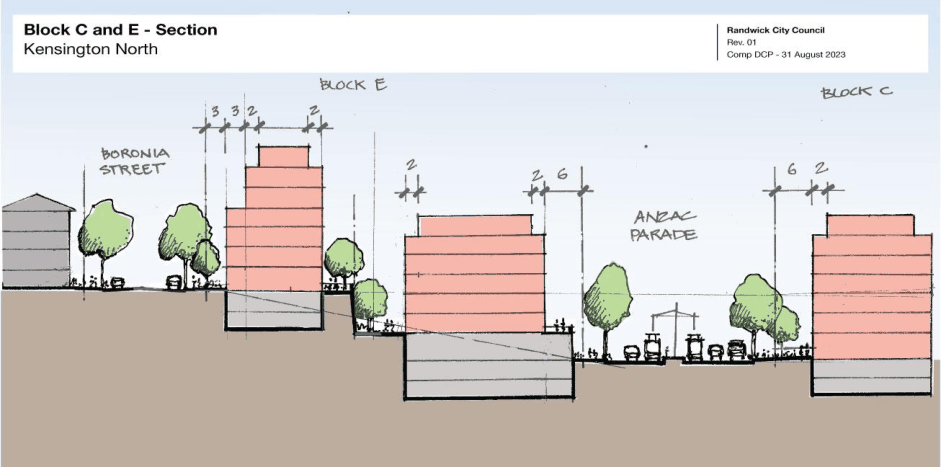 Block C and E - Section
Kensington North
Randwick City Council
Rev. 01
Comp DCP - 31 August 2023
BLOCK E
BLOCK C
3 3 2 2
BORONIA
STREET
2 2 6
6 2
ANZAC
PARADE